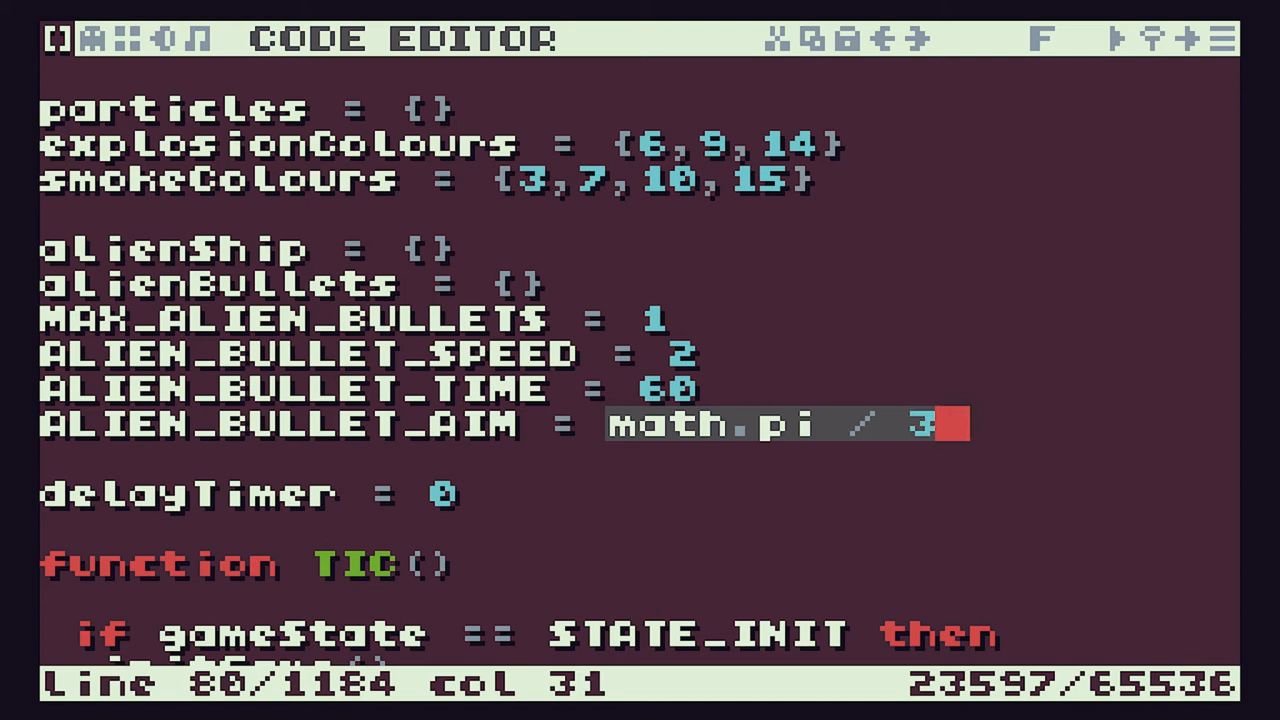 CODE EDITOR F
particles = {}
explosionColours = {6,9,14}
smokeColours = {3,7,10,15}
alienShip = {}
alienBullets = {}
MAX_ALIEN_BULLETS = 1
ALIEN_BULLET_SPEED = 2
ALIEN_BULLET_TIME = 60
ALIEN_BULLET_AIM = math.pi / 3
delayTimer = 0
function TIC()
if gameState == STATE_INIT then
line 80/1184 col 31 23597/65536